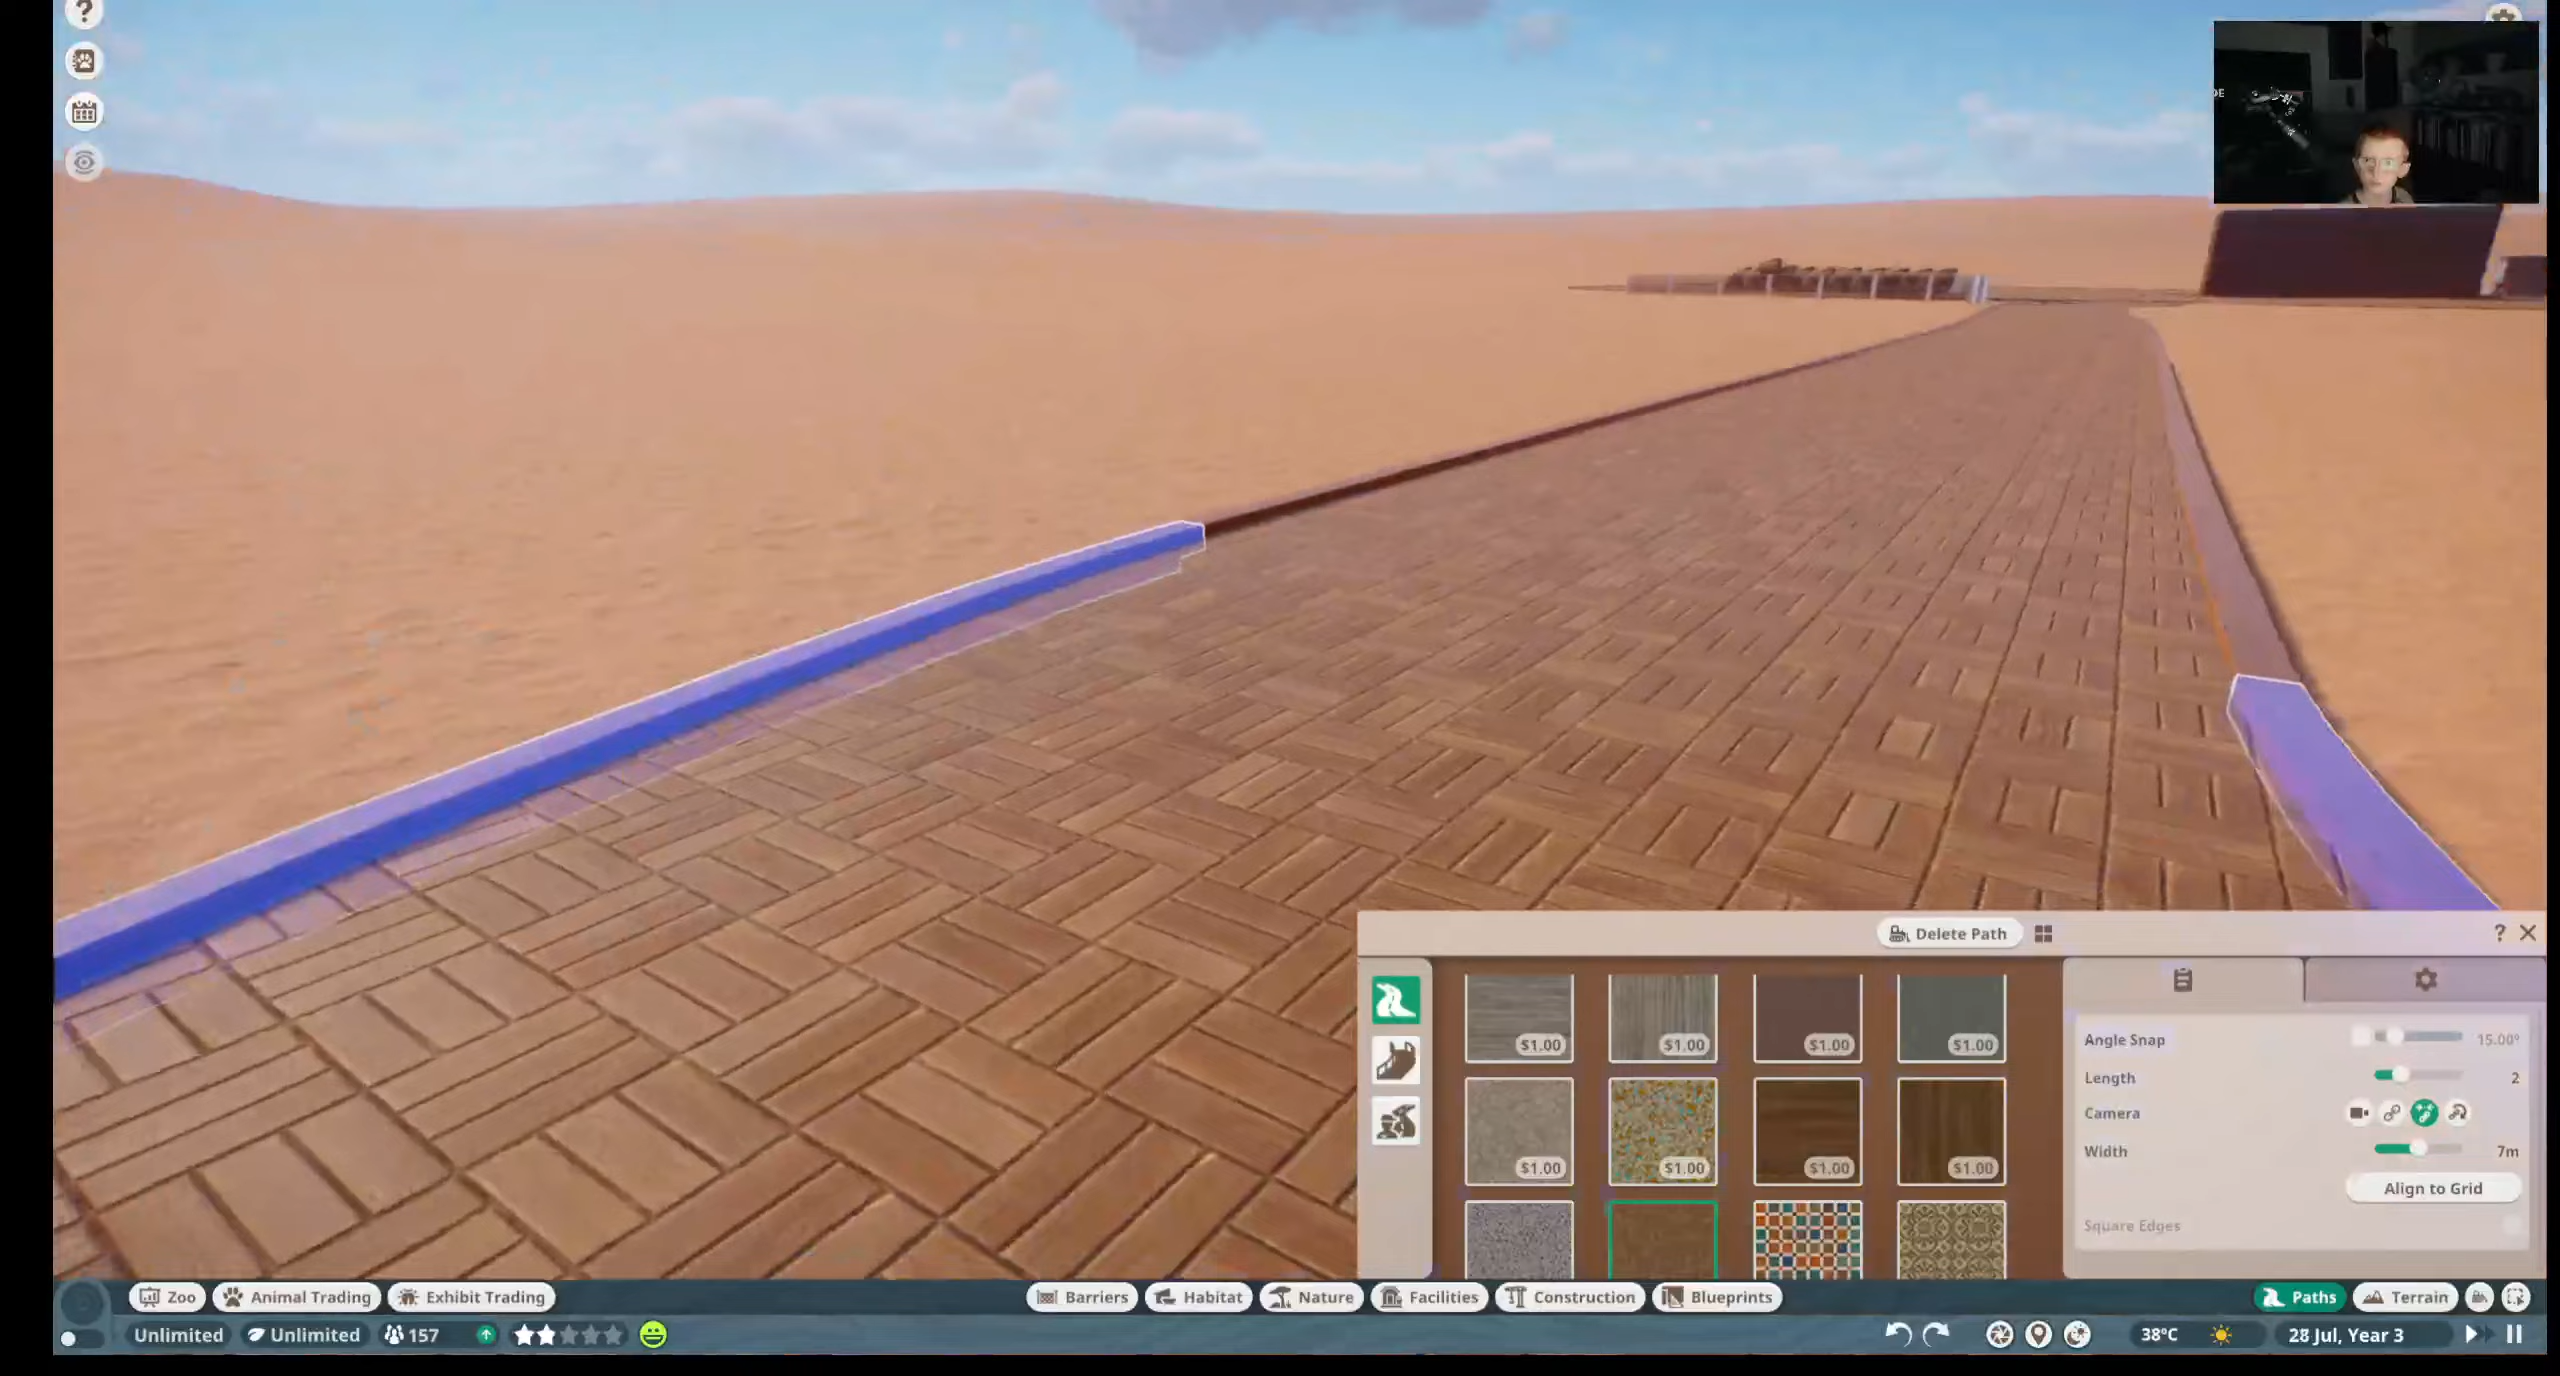 ?
DE
Delete Path
?
$1.00 $1.00 $1.00 $1.00
$1.00 $1.00 $1.00 $1.00
Angle Snap 15.00°
Length 2
Camera
Width 7m
Align to Grid
Square Edges
Zoo Animal Trading Exhibit Trading Barriers Habitat Nature Facilities Construction Blueprints Paths Terrain
Unlimited Unlimited 157 38°C 28 Jul, Year 3